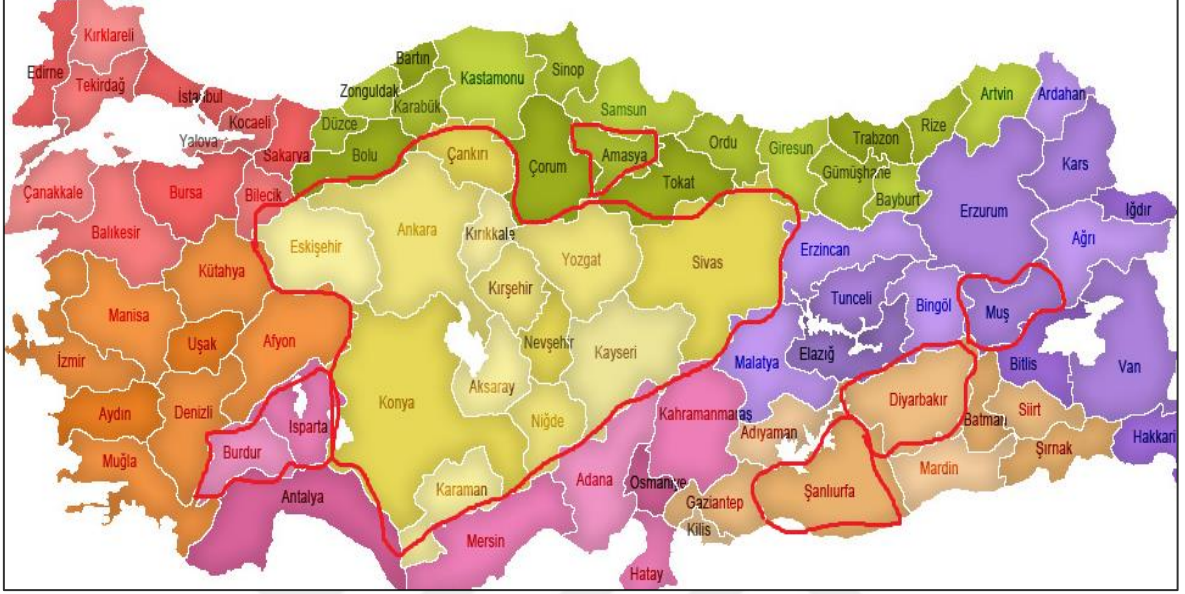 Kırklareli
Edirne
Tekirdağ
İstanbul
Kocaeli
Yalova
Sakarya
Çanakkale
Bursa
Bilecik
Balıkesir
Bartın
Zonguldak
Karabük
Düzce
Bolu
Kastamonu
Sinop
Samsun
Çankırı
Çorum
Amasya
Tokat
Ordu
Giresun
Trabzon
Gümüşhane
Rize
Bayburt
Artvin
Ardahan
Kars
Iğdır
Erzurum
Ağrı
Erzincan
Kütahya
Eskişehir
Ankara
Kırıkkale
Yozgat
Sivas
Tunceli
Bingöl
Muş
Manisa
Uşak
Afyon
Kırşehir
Nevşehir
Kayseri
Malatya
Elazığ
Bitlis
Van
İzmir
Aksaray
Konya
Niğde
Aydın
Denizli
Isparta
Burdur
Kahramanmaraş
Adıyaman
Diyarbakır
Batman
Siirt
Şırnak
Hakkari
Muğla
Antalya
Karaman
Mersin
Adana
Osmaniye
Gaziantep
Kilis
Şanlıurfa
Mardin
Hatay